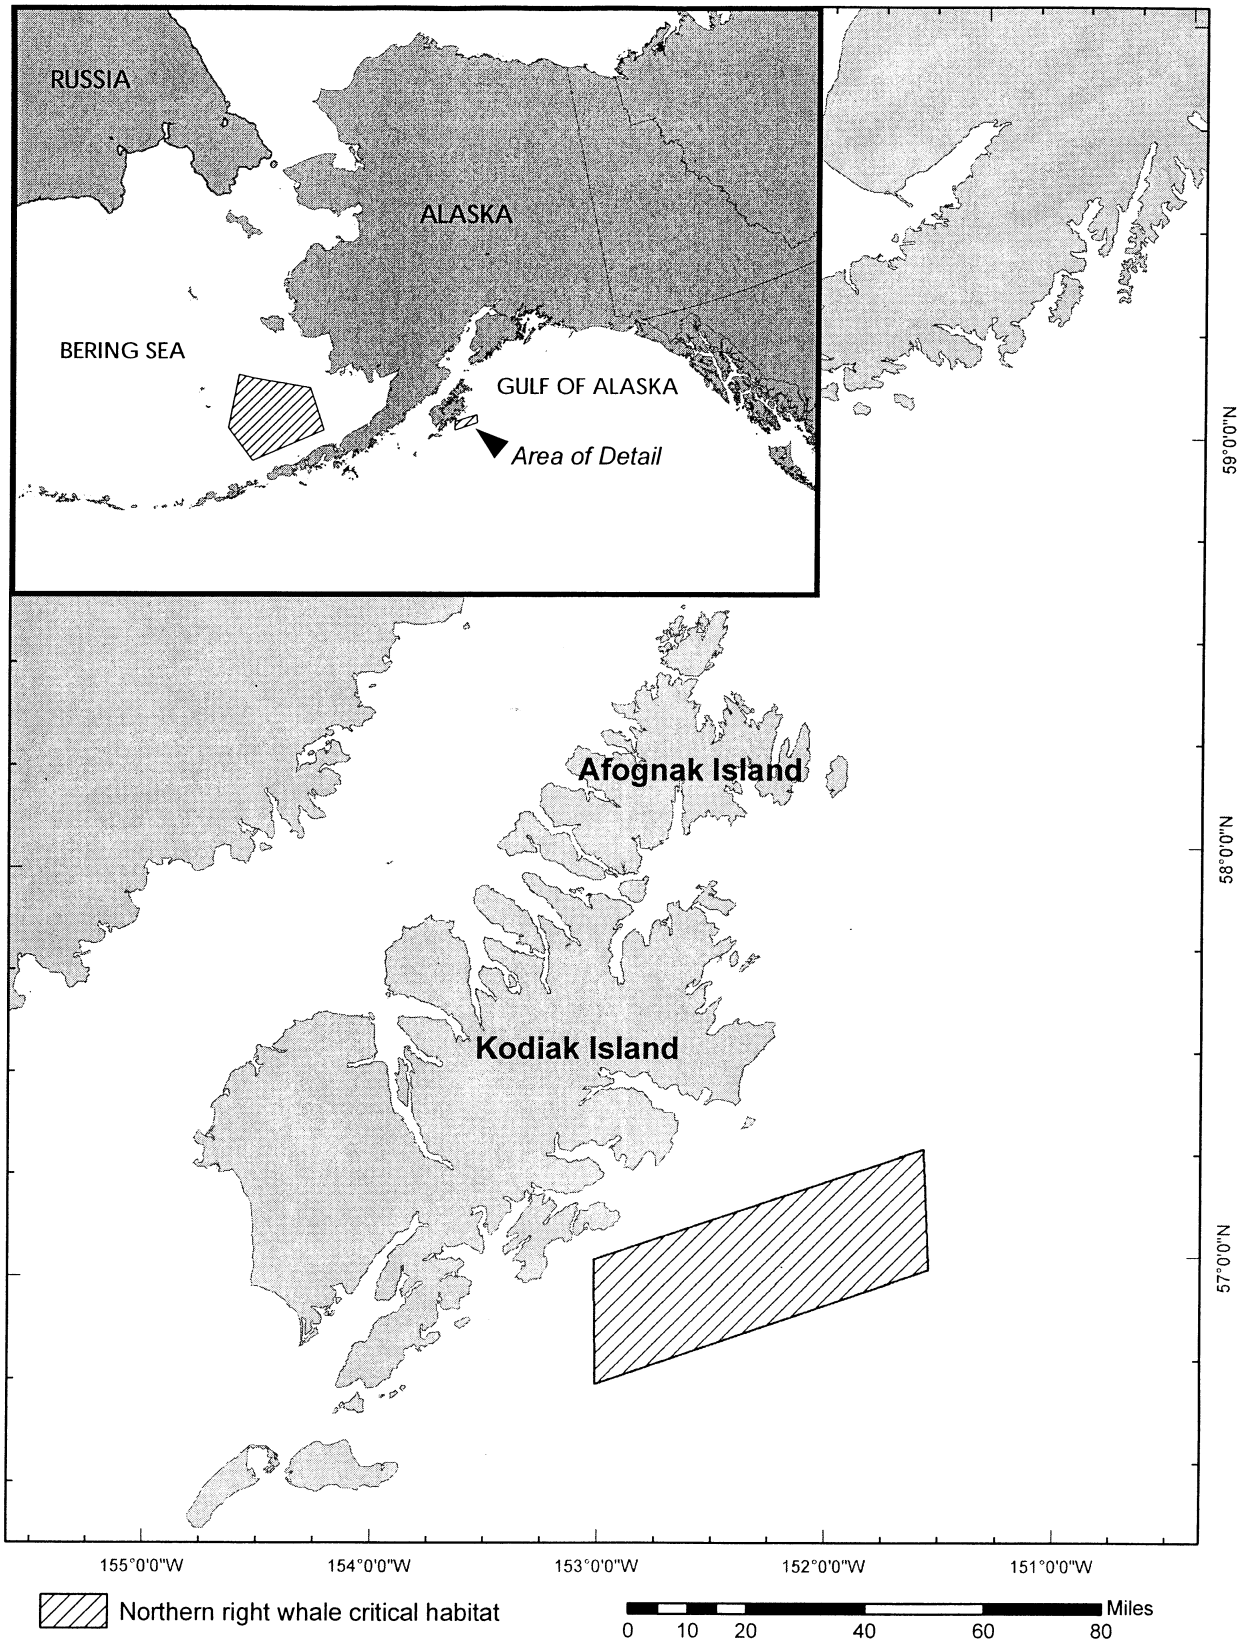 RUSSIA
ALASKA
BERING SEA
GULF OF ALASKA
Area of Detail
59°0'0"N
Afognak Island
58°0'0"N
Kodiak Island
57°0'0"N
155°0'0"W 154°0'0"W 153°0'0"W 152°0'0"W 151°0'0"W
Northern right whale critical habitat
Miles
0 10 20 40 60 80